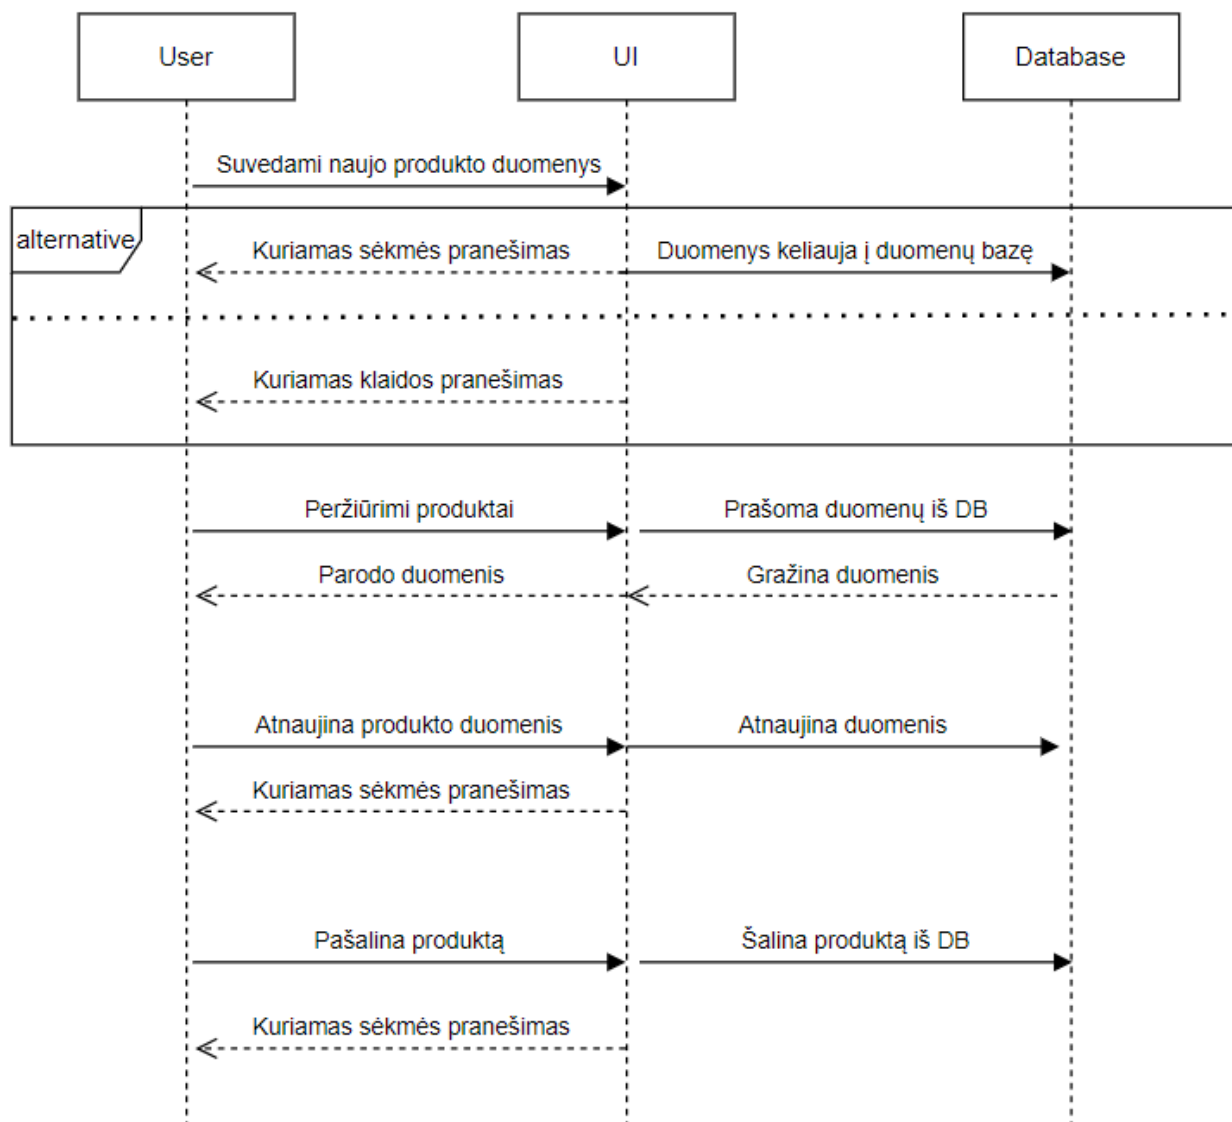 User
UI
Database
Suvedami naujo produkto duomenys
alternative
Kuriamas sėkmės pranešimas
Duomenys keliauja į duomenų bazę
Kuriamas klaidos pranešimas
Peržiūrimi produktai
Prašoma duomenų iš DB
Parodo duomenis
Gražina duomenis
Atnaujina produkto duomenis
Atnaujina duomenis
Kuriamas sėkmės pranešimas
Pašalina produktą
Šalina produktą iš DB
Kuriamas sėkmės pranešimas